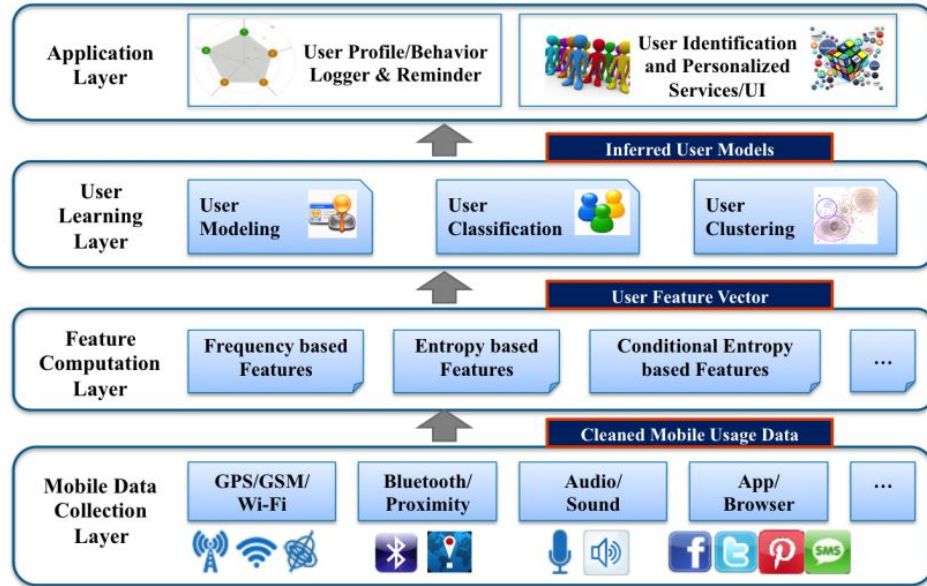 Application
Layer
User Profile/Behavior
Logger & Reminder
User Identification
and Personalized
Services/UI
Inferred User Models
User
Learning
Layer
User
Modeling
User
Classification
User
Clustering
User Feature Vector
Feature
Computation
Layer
Frequency based
Features
Entropy based
Features
Conditional Entropy
based Features
...
Cleaned Mobile Usage Data
Mobile Data
Collection
Layer
GPS/GSM/
Wi-Fi
Bluetooth/
Proximity
Audio/
Sound
App/
Browser
...
SMS